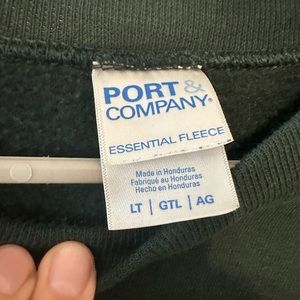 PORT &
COMPANY®
ESSENTIAL FLEECE
Made in Honduras
Fabriqué au Honduras
Hecho en Honduras
LT | GTL | AG